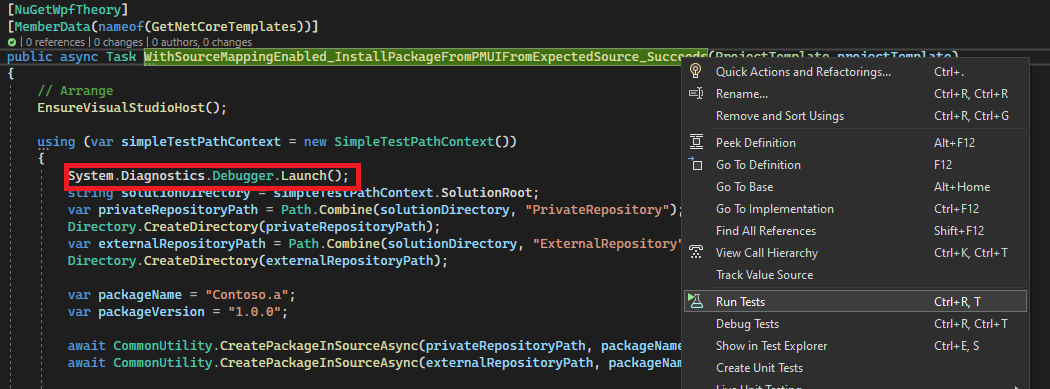 [NuGetWpfTheory]
[MemberData(nameof(GetNetCoreTemplates))]
| 0 references | 0 changes | 0 authors, 0 changes
public async Task WithSourceMappingEnabled_InstallPackageFromPMUIFromExpectedSource_Succeeds(ProjectTemplate projectTemplate)
{
// Arrange
EnsureVisualStudioHost();
using (var simpleTestPathContext = new SimpleTestPathContext())
{
System.Diagnostics.Debugger.Launch();
string solutionDirectory = simpleTestPathContext.SolutionRoot;
var privateRepositoryPath = Path.Combine(solutionDirectory, "PrivateRepository");
Directory.CreateDirectory(privateRepositoryPath);
var externalRepositoryPath = Path.Combine(solutionDirectory, "ExternalRepository"
Directory.CreateDirectory(externalRepositoryPath);
var packageName = "Contoso.a";
var packageVersion = "1.0.0";
await CommonUtility.CreatePackageInSourceAsync(privateRepositoryPath, packageName
await CommonUtility.CreatePackageInSourceAsync(externalRepositoryPath, packageNam
Quick Actions and Refactorings... Ctrl+.
Rename... Ctrl+R, Ctrl+R
Remove and Sort Usings Ctrl+R, Ctrl+G
Peek Definition Alt+F12
Go To Definition F12
Go To Base Alt+Home
Go To Implementation Ctrl+F12
Find All References Shift+F12
View Call Hierarchy Ctrl+K, Ctrl+T
Track Value Source
Run Tests Ctrl+R, T
Debug Tests Ctrl+R, Ctrl+T
Show in Test Explorer Ctrl+E, S
Create Unit Tests
Live Unit Testing